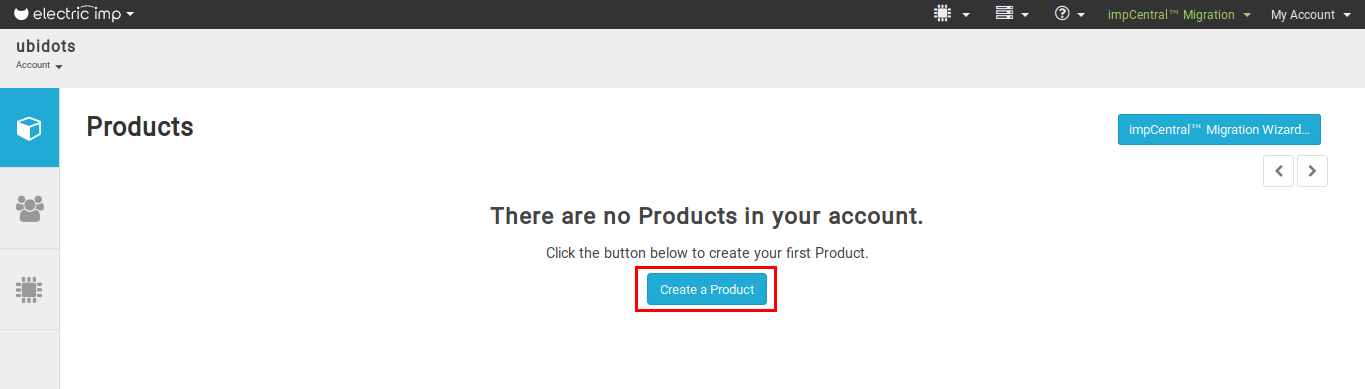 electric imp
impCentral™ Migration
My Account
ubidots
Account
Products
impCentral™ Migration Wizard...
There are no Products in your account.
Click the button below to create your first Product.
Create a Product